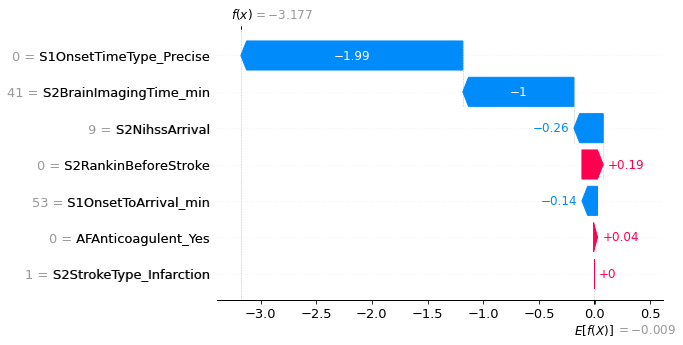 f(x) = −3.177
0 = S1OnsetTimeType_Precise −1.99
41 = S2BrainImagingTime_min −1
9 = S2NihssArrival −0.26
0 = S2RankinBeforeStroke +0.19
53 = S1OnsetToArrival_min −0.14
0 = AFAnticoagulent_Yes +0.04
1 = S2StrokeType_Infarction +0
−3.0 −2.5 −2.0 −1.5 −1.0 −0.5 0.0 0.5
E[f(X)] = −0.009